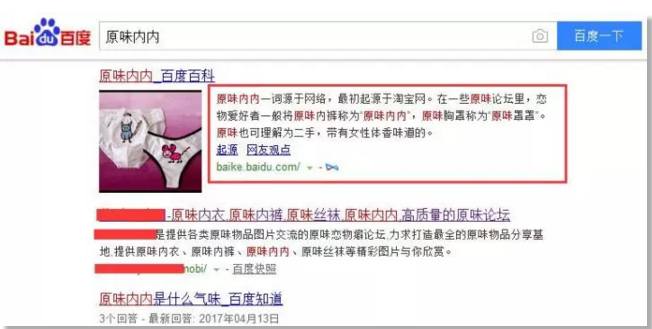 Bai du 百度
原味内内
百度一下
原味内内_百度百科
原味内内一词源于网络，最初起源于淘宝网。在一些原味论坛里，恋
物爱好者一般将原味内裤称为“原味内内”，原味胸罩称为“原味罩罩”。
原味也可理解为二手，带有女性体香味道的。
起源 网友观点
baike.baidu.com/
-原味内衣,原味内裤,原味丝袜,原味内内,高质量的原味论坛
是提供各类原味物品图片交流的原味恋物癖论坛,力求打造最全的原味物品分享基
地.提供原味内衣、原味内裤、原味内内、原味丝袜等精彩图片与你欣赏。
nobi/ - 百度快照
原味内内是什么气味_百度知道
3个回答 - 最新回答: 2017年04月13日